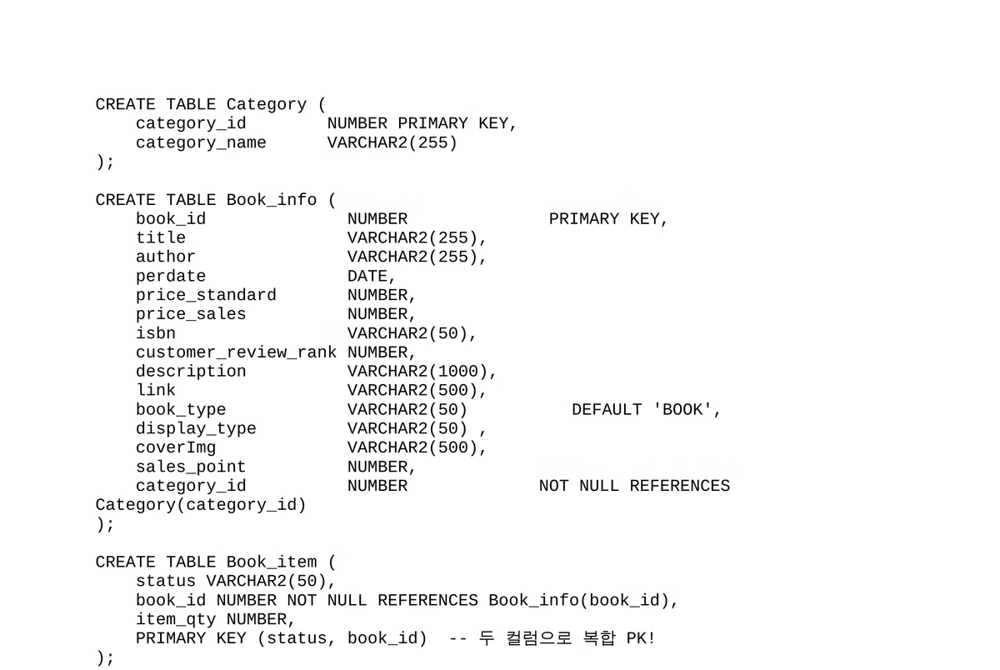 CREATE TABLE Category (
    category_id        NUMBER PRIMARY KEY,
    category_name      VARCHAR2(255)
);

CREATE TABLE Book_info (
    book_id              NUMBER              PRIMARY KEY,
    title                VARCHAR2(255),
    author               VARCHAR2(255),
    perdate              DATE,
    price_standard       NUMBER,
    price_sales          NUMBER,
    isbn                 VARCHAR2(50),
    customer_review_rank NUMBER,
    description          VARCHAR2(1000),
    link                 VARCHAR2(500),
    book_type            VARCHAR2(50)          DEFAULT 'BOOK',
    display_type         VARCHAR2(50) ,
    coverImg             VARCHAR2(500),
    sales_point          NUMBER,
    category_id          NUMBER             NOT NULL REFERENCES
Category(category_id)
);

CREATE TABLE Book_item (
    status VARCHAR2(50),
    book_id NUMBER NOT NULL REFERENCES Book_info(book_id),
    item_qty NUMBER,
    PRIMARY KEY (status, book_id)  -- 두 컬럼으로 복합 PK!
);